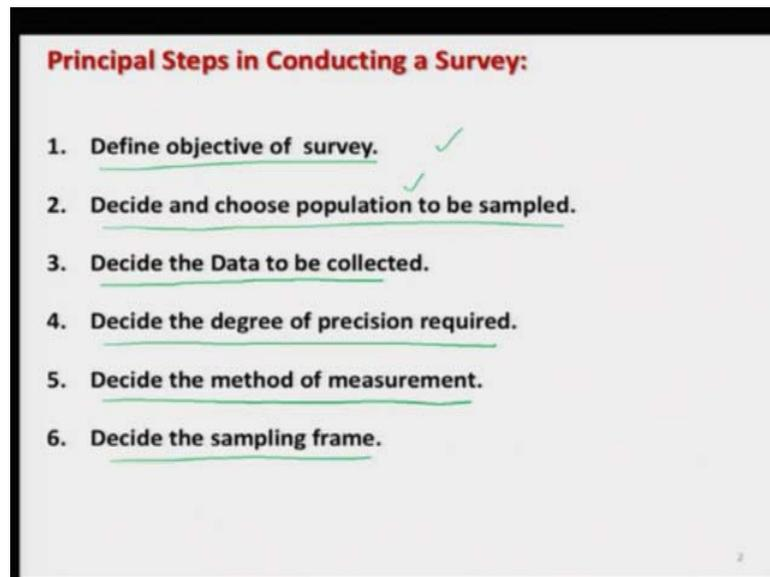 Principal Steps in Conducting a Survey:
1. Define objective of survey.
2. Decide and choose population to be sampled.
3. Decide the Data to be collected.
4. Decide the degree of precision required.
5. Decide the method of measurement.
6. Decide the sampling frame.
2